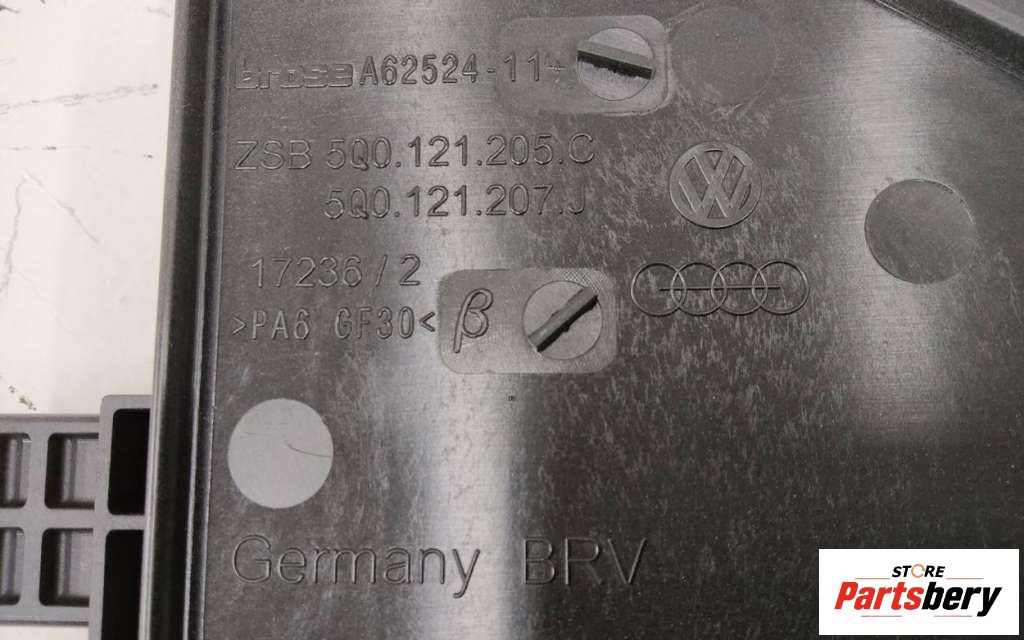 brose A62524-114
ZSB 5Q0.121.205.C
5Q0.121.207.J
17236/2
>PA6 GF30< β
Germany BRV
STORE
Partsbery